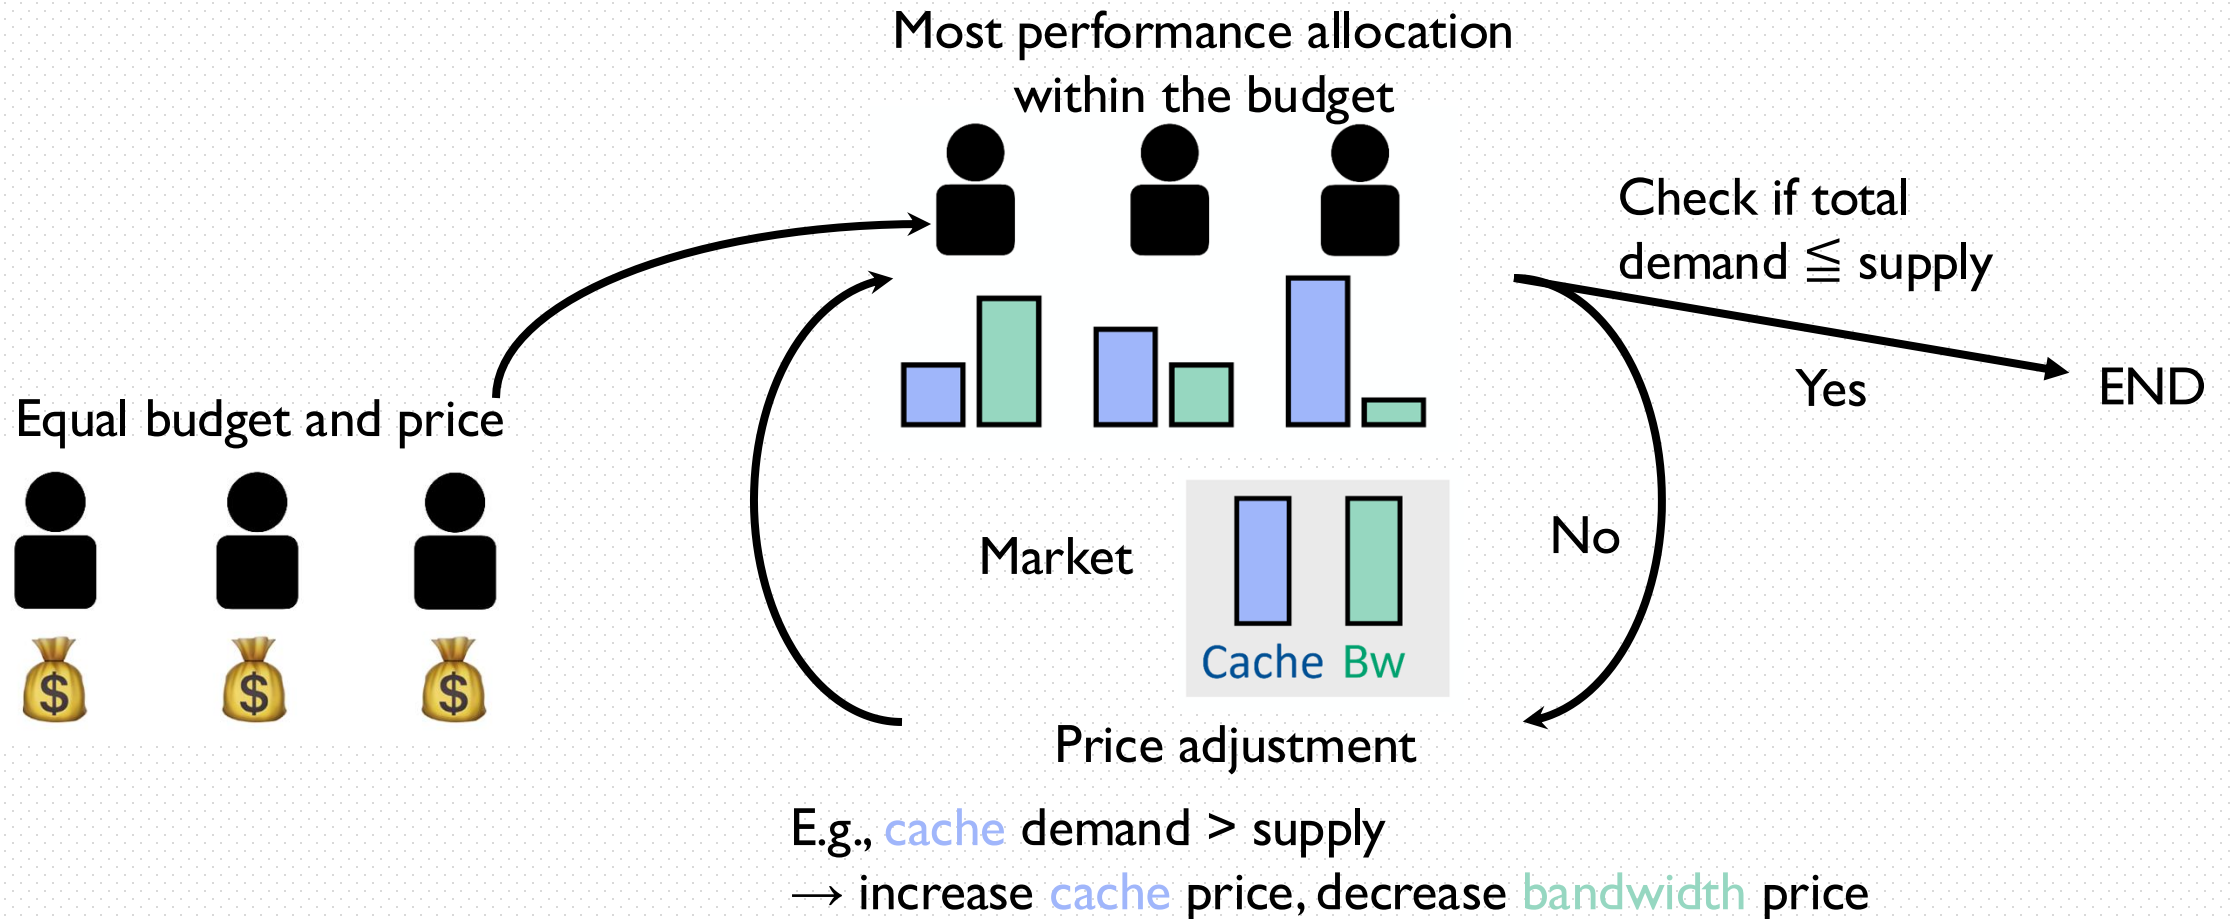 Most performance allocation
within the budget
Check if total
demand ≦ supply
Yes
END
Equal budget and price
$
$
$
Market
No
Cache Bw
Price adjustment
E.g., cache demand > supply
→ increase cache price, decrease bandwidth price